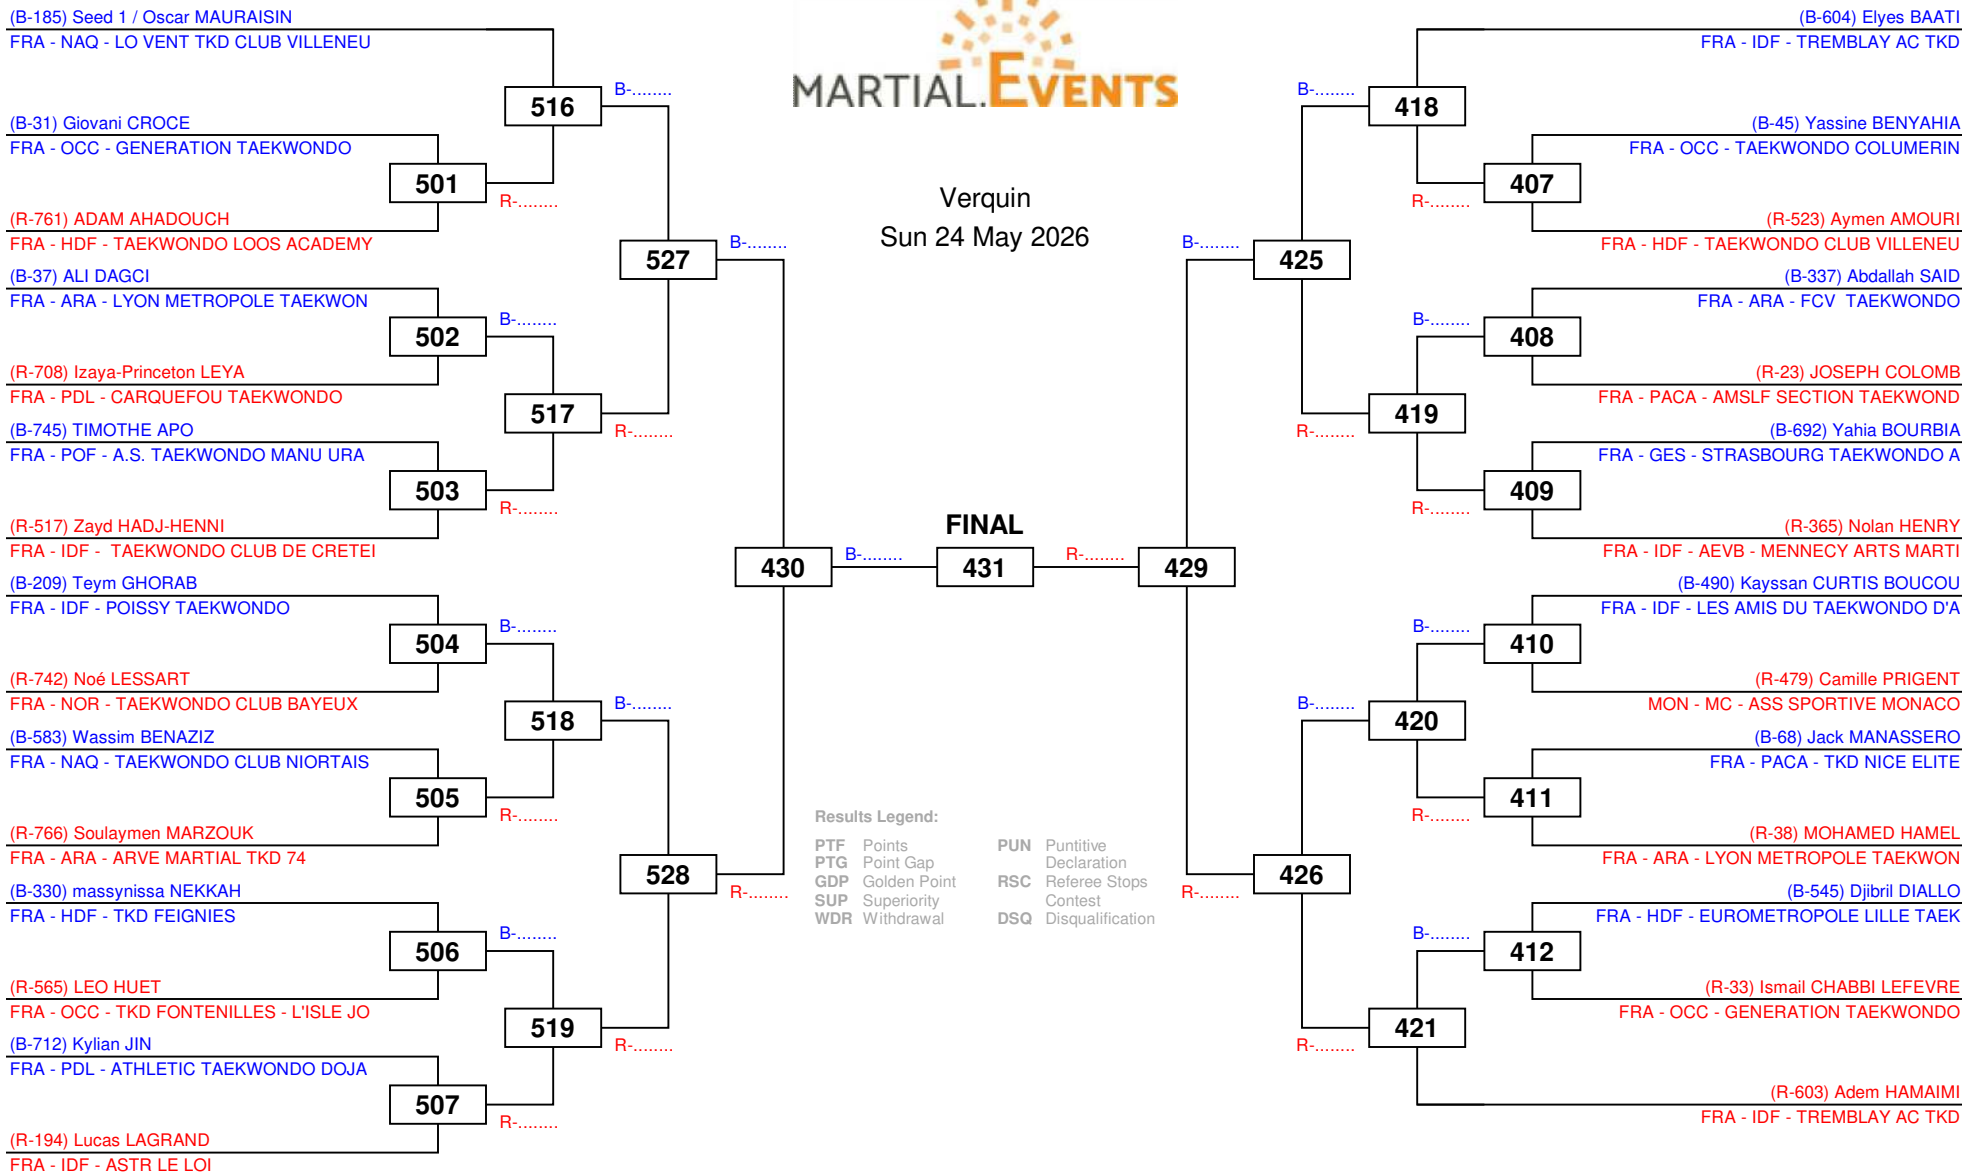 (B-185) Seed 1 / Oscar MAURAISIN
FRA - NAQ - LO VENT TKD CLUB VILLENEU
516
B-........
(B-31) Giovani CROCE
FRA - OCC - GENERATION TAEKWONDO
501
R-........
(R-761) ADAM AHADOUCH
FRA - HDF - TAEKWONDO LOOS ACADEMY
527
B-........
(B-37) ALI DAGCI
FRA - ARA - LYON METROPOLE TAEKWON
502
B-........
(R-708) Izaya-Princeton LEYA
FRA - PDL - CARQUEFOU TAEKWONDO
517
R-........
(B-745) TIMOTHE APO
FRA - POF - A.S. TAEKWONDO MANU URA
503
R-........
(R-517) Zayd HADJ-HENNI
FRA - IDF - TAEKWONDO CLUB DE CRETEI
430
B-........
(B-209) Teym GHORAB
FRA - IDF - POISSY TAEKWONDO
504
B-........
(R-742) Noé LESSART
FRA - NOR - TAEKWONDO CLUB BAYEUX
518
B-........
(B-583) Wassim BENAZIZ
FRA - NAQ - TAEKWONDO CLUB NIORTAIS
505
R-........
(R-766) Soulaymen MARZOUK
FRA - ARA - ARVE MARTIAL TKD 74
528
R-........
(B-330) massynissa NEKKAH
FRA - HDF - TKD FEIGNIES
506
B-........
(R-565) LEO HUET
FRA - OCC - TKD FONTENILLES - L'ISLE JO
519
R-........
(B-712) Kylian JIN
FRA - PDL - ATHLETIC TAEKWONDO DOJA
507
R-........
(R-194) Lucas LAGRAND
FRA - IDF - ASTR LE LOI
MARTIAL.EVENTS
Verquin
Sun 24 May 2026
FINAL
431
Results Legend:
PTF Points
PTG Point Gap
GDP Golden Point
SUP Superiority
WDR Withdrawal
PUN Puntitive
Declaration
RSC Referee Stops
Contest
DSQ Disqualification
(B-604) Elyes BAATI
FRA - IDF - TREMBLAY AC TKD
B-........
418
(B-45) Yassine BENYAHIA
FRA - OCC - TAEKWONDO COLUMERIN
R-........
407
(R-523) Aymen AMOURI
FRA - HDF - TAEKWONDO CLUB VILLENEU
B-........
425
(B-337) Abdallah SAID
FRA - ARA - FCV TAEKWONDO
B-........
408
(R-23) JOSEPH COLOMB
FRA - PACA - AMSLF SECTION TAEKWOND
R-........
419
(B-692) Yahia BOURBIA
FRA - GES - STRASBOURG TAEKWONDO A
R-........
409
(R-365) Nolan HENRY
FRA - IDF - AEVB - MENNECY ARTS MARTI
R-........
429
(B-490) Kayssan CURTIS BOUCOU
FRA - IDF - LES AMIS DU TAEKWONDO D'A
B-........
410
(R-479) Camille PRIGENT
MON - MC - ASS SPORTIVE MONACO
B-........
420
(B-68) Jack MANASSERO
FRA - PACA - TKD NICE ELITE
R-........
411
(R-38) MOHAMED HAMEL
FRA - ARA - LYON METROPOLE TAEKWON
R-........
426
(B-545) Djibril DIALLO
FRA - HDF - EUROMETROPOLE LILLE TAEK
B-........
412
(R-33) Ismail CHABBI LEFEVRE
FRA - OCC - GENERATION TAEKWONDO
R-........
421
(R-603) Adem HAMAIMI
FRA - IDF - TREMBLAY AC TKD